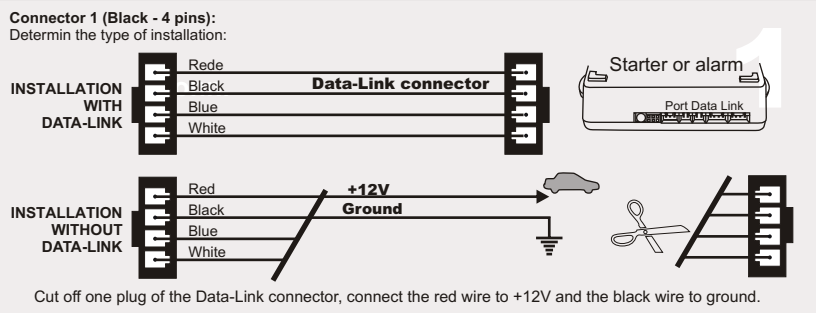 Connector 1 (Black - 4 pins):
Determin the type of installation:
1
INSTALLATION
WITH
DATA-LINK
Rede
Black
Blue
White
Data-Link connector
Starter or alarm
Port Data Link
INSTALLATION
WITHOUT
DATA-LINK
Red
Black
Blue
White
+12V
Ground
Cut off one plug of the Data-Link connector, connect the red wire to +12V and the black wire to ground.